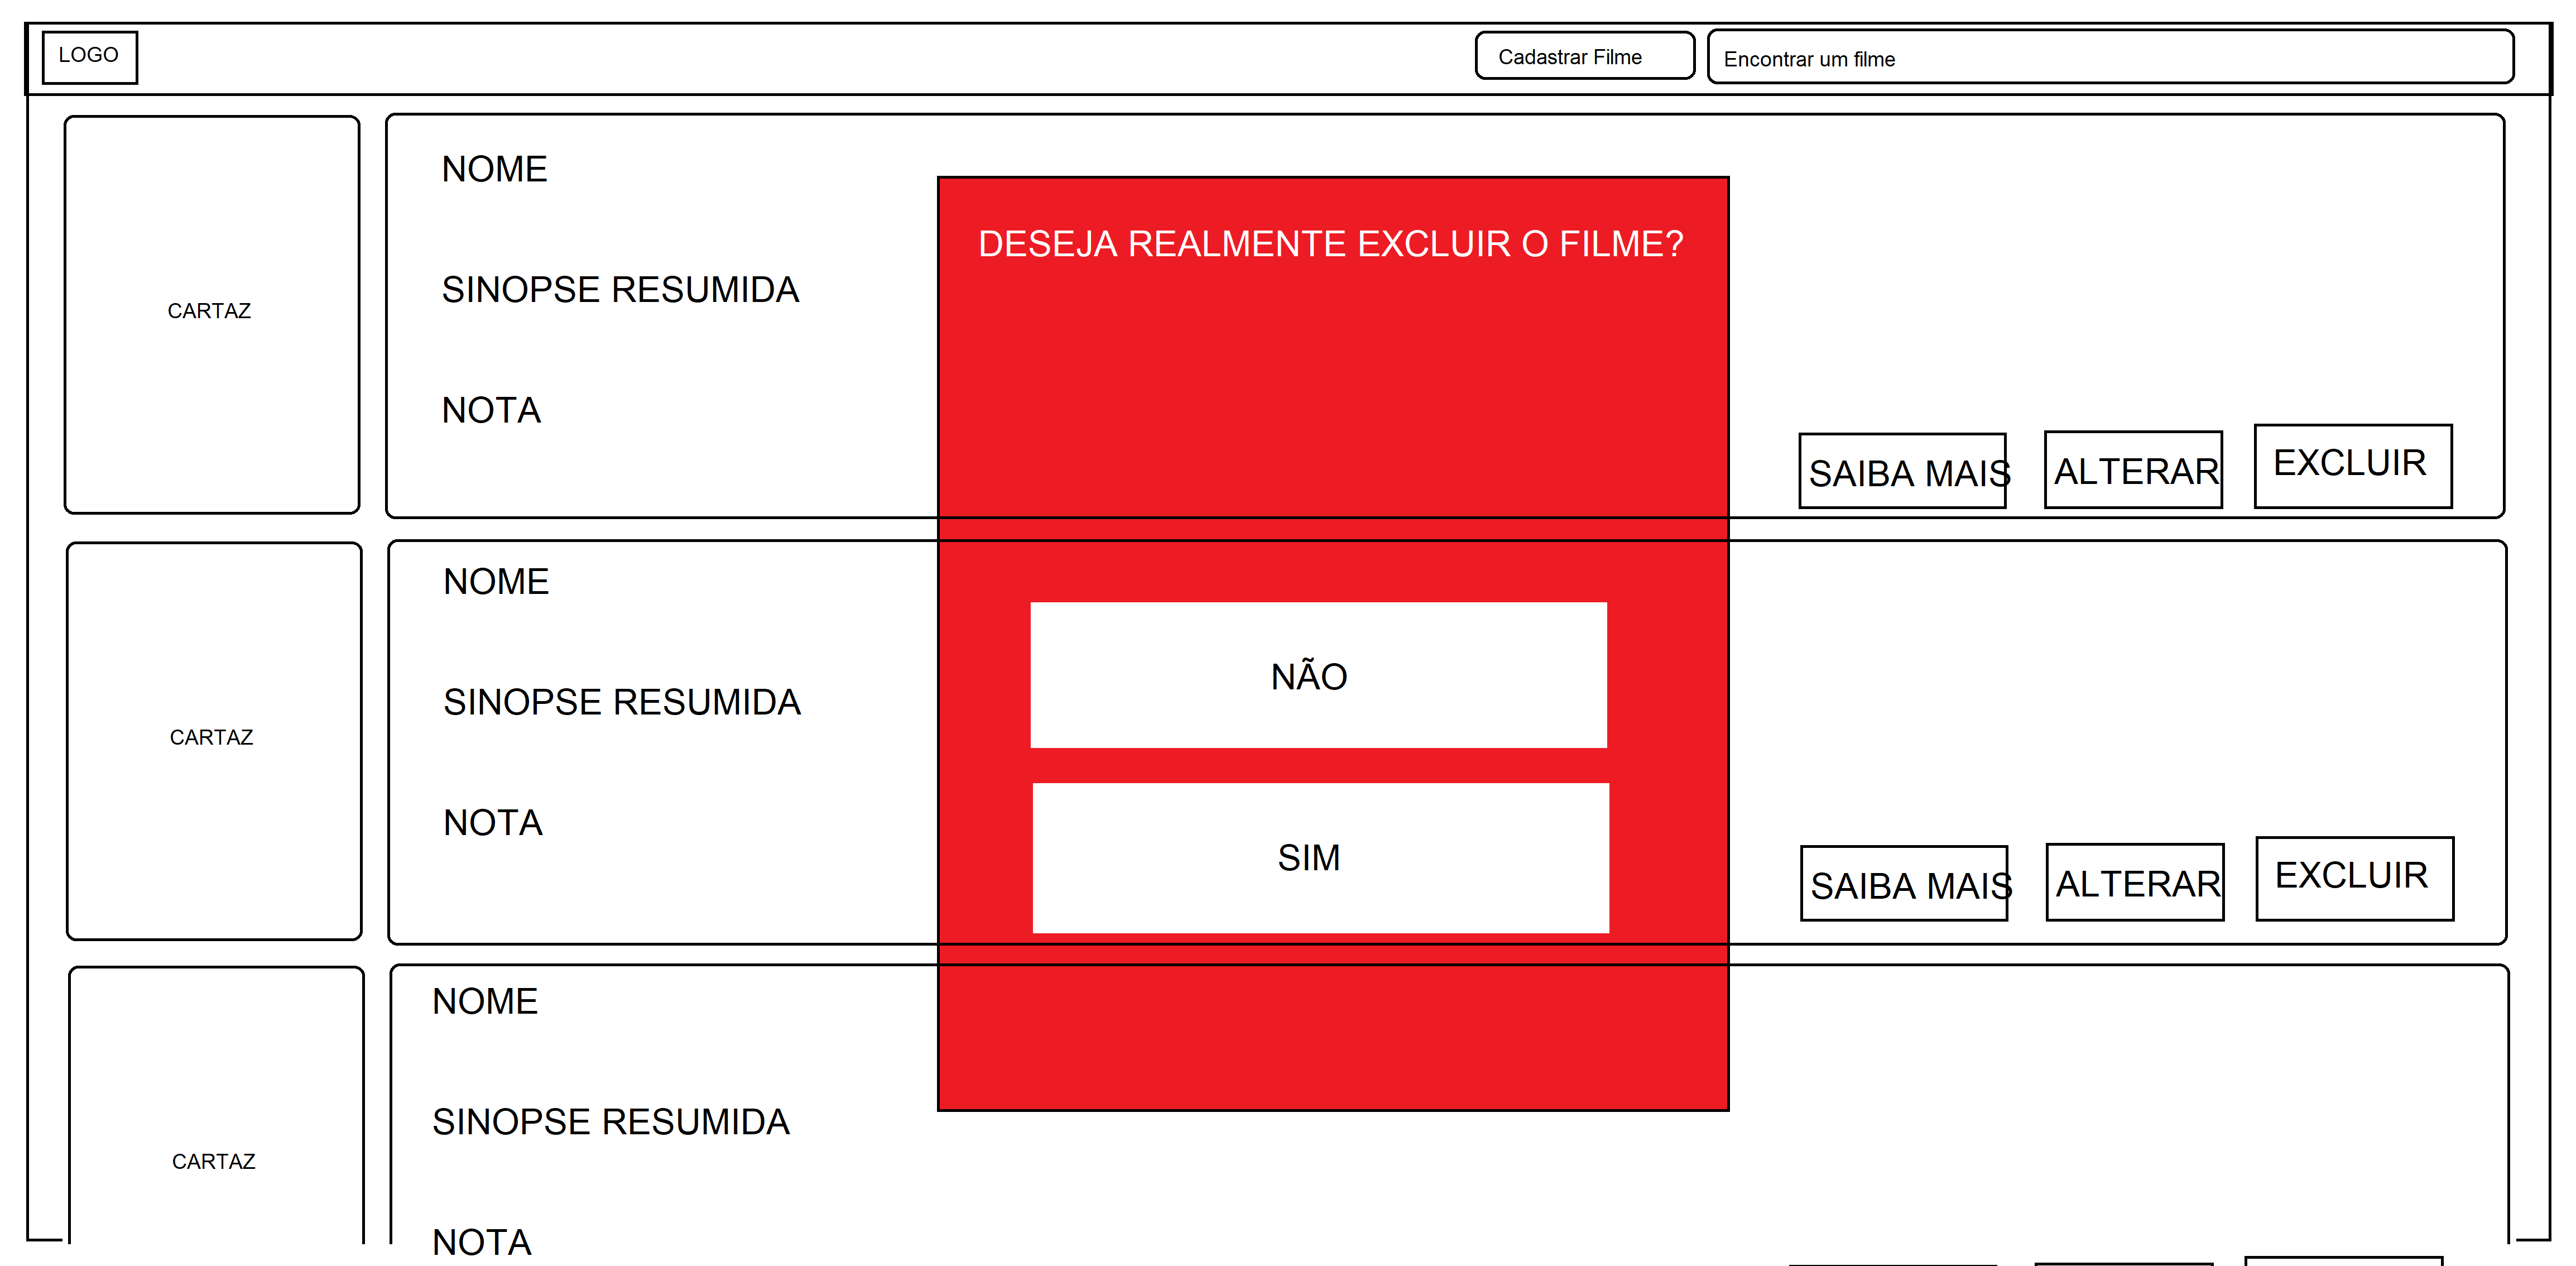 LOGO
Cadastrar Filme
Encontrar um filme
CARTAZ
NOME
SINOPSE RESUMIDA
NOTA
SAIBA MAIS
ALTERAR
EXCLUIR
DESEJA REALMENTE EXCLUIR O FILME?
NÃO
SIM
CARTAZ
NOME
SINOPSE RESUMIDA
NOTA
SAIBA MAIS
ALTERAR
EXCLUIR
CARTAZ
NOME
SINOPSE RESUMIDA
NOTA